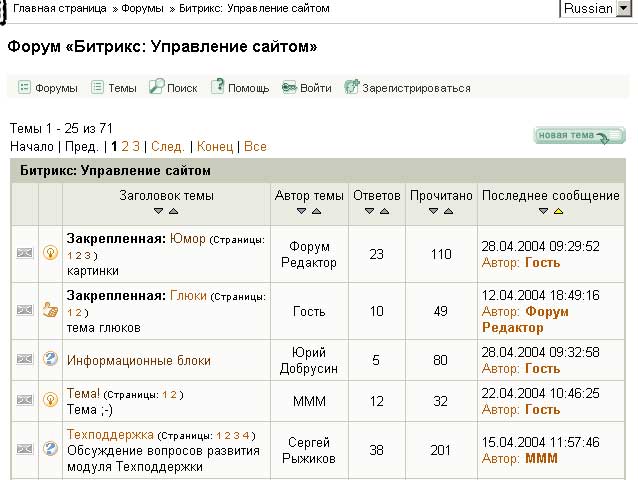 Главная страница » Форумы » Битрикс: Управление сайтом
Russian
Форум «Битрикс: Управление сайтом»
Форумы Темы Поиск Помощь Войти Зарегистрироваться
Темы 1 - 25 из 71
Начало | Пред. | 1 2 3 | След. | Конец | Все
новая тема
Битрикс: Управление сайтом
Заголовок темы Автор темы Ответов Прочитано Последнее сообщение
Закрепленная: Юмор (Страницы:
1 2 3 )
картинки
Форум
Редактор
23
110
28.04.2004 09:29:52
Автор: Гость
Закрепленная: Глюки (Страницы:
1 2 )
тема глюков
Гость
10
49
12.04.2004 18:49:16
Автор: Форум
Редактор
Информационные блоки
Юрий
Добрусин
5
80
28.04.2004 09:32:58
Автор: Гость
Тема! (Страницы: 1 2 )
Тема ;-)
МММ
12
32
22.04.2004 10:46:25
Автор: Гость
Техподдержка (Страницы: 1 2 3 4 )
Обсуждение вопросов развития
модуля Техподдержки
Сергей
Рыжиков
38
201
15.04.2004 11:57:46
Автор: МММ